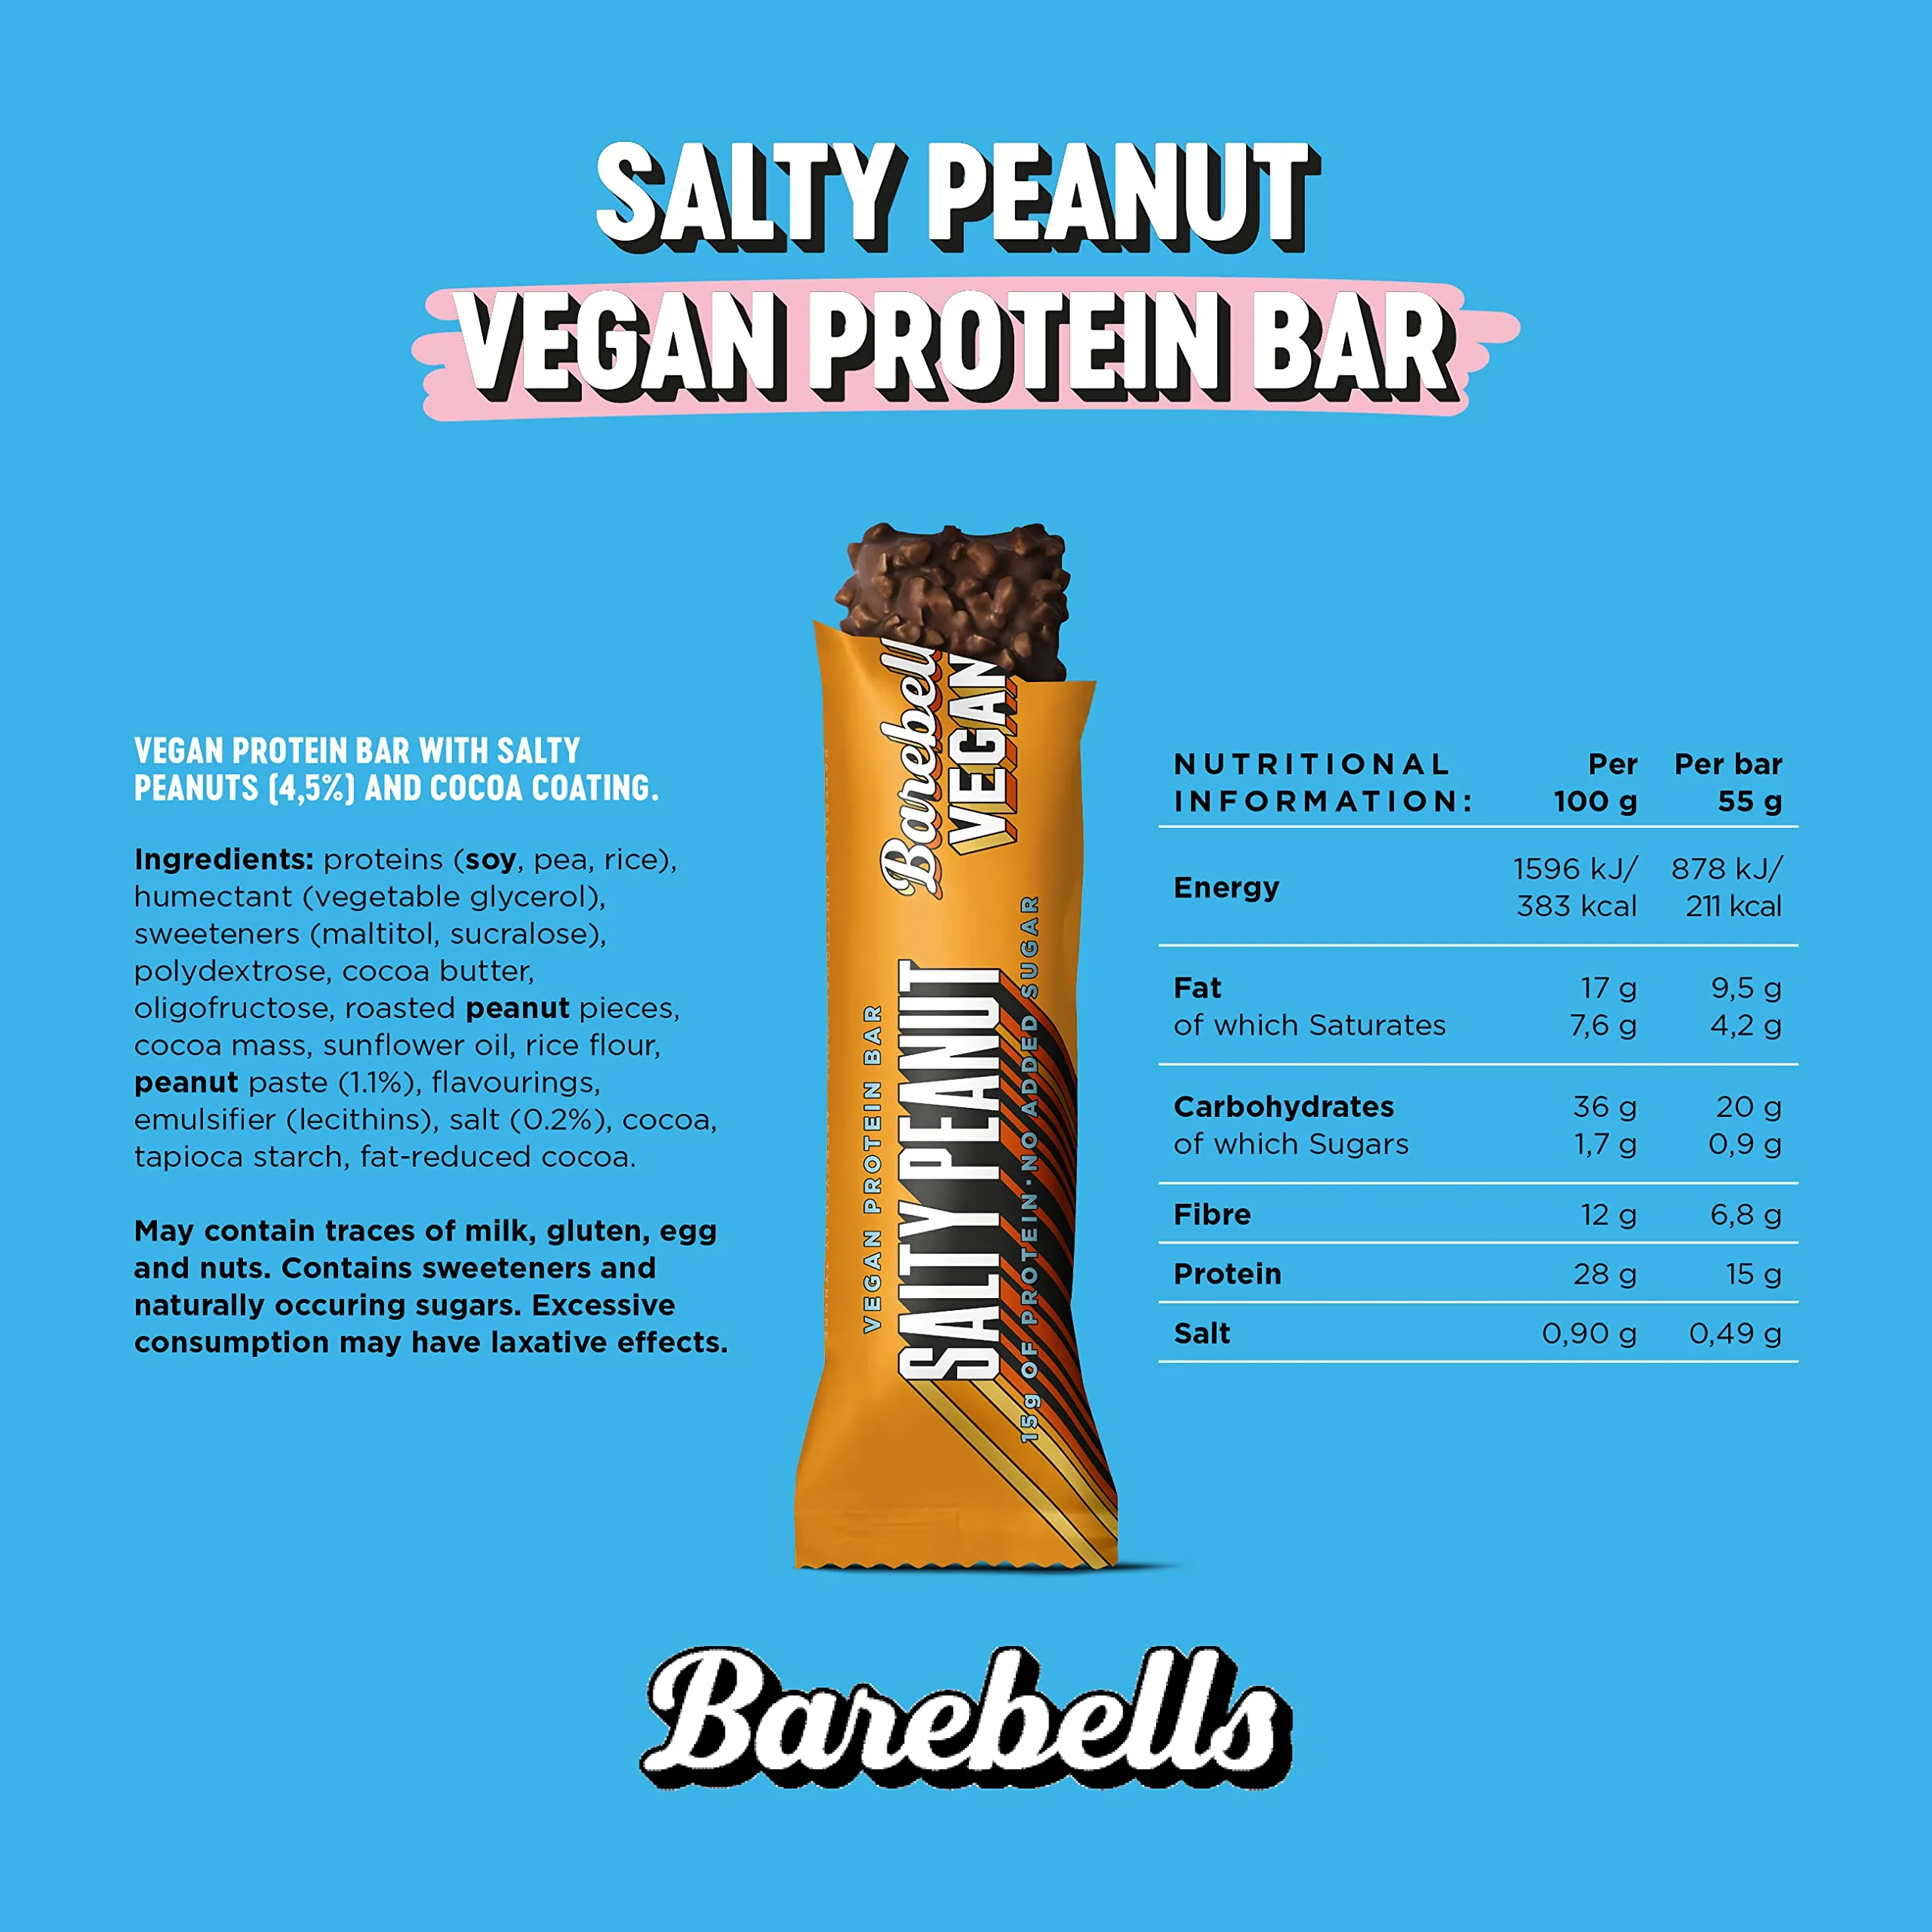 SALTY PEANUT
VEGAN PROTEIN BAR
VEGAN PROTEIN BAR WITH SALTY
PEANUTS (4,5%) AND COCOA COATING.
Ingredients: proteins (soy, pea, rice),
humectant (vegetable glycerol),
sweeteners (maltitol, sucralose),
polydextrose, cocoa butter,
oligofructose, roasted peanut pieces,
cocoa mass, sunflower oil, rice flour,
peanut paste (1.1%), flavourings,
emulsifier (lecithins), salt (0.2%), cocoa,
tapioca starch, fat-reduced cocoa.
May contain traces of milk, gluten, egg
and nuts. Contains sweeteners and
naturally occuring sugars. Excessive
consumption may have laxative effects.
Barebell
VEGAN
VEGAN PROTEIN BAR
SALTY PEANUT
15g OF PROTEIN · NO ADDED SUGAR
NUTRITIONAL Per Per bar
INFORMATION: 100 g 55 g
Energy 1596 kJ/ 878 kJ/
383 kcal 211 kcal
Fat 17 g 9,5 g
of which Saturates 7,6 g 4,2 g
Carbohydrates 36 g 20 g
of which Sugars 1,7 g 0,9 g
Fibre 12 g 6,8 g
Protein 28 g 15 g
Salt 0,90 g 0,49 g
Barebells